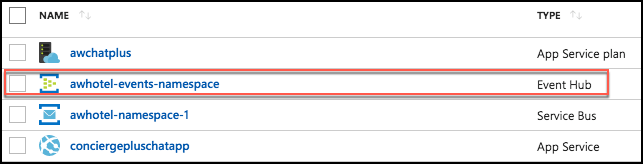 NAME TYPE
awchatplus App Service plan
awhotel-events-namespace Event Hub
awhotel-namespace-1 Service Bus
conciergepluschatapp App Service